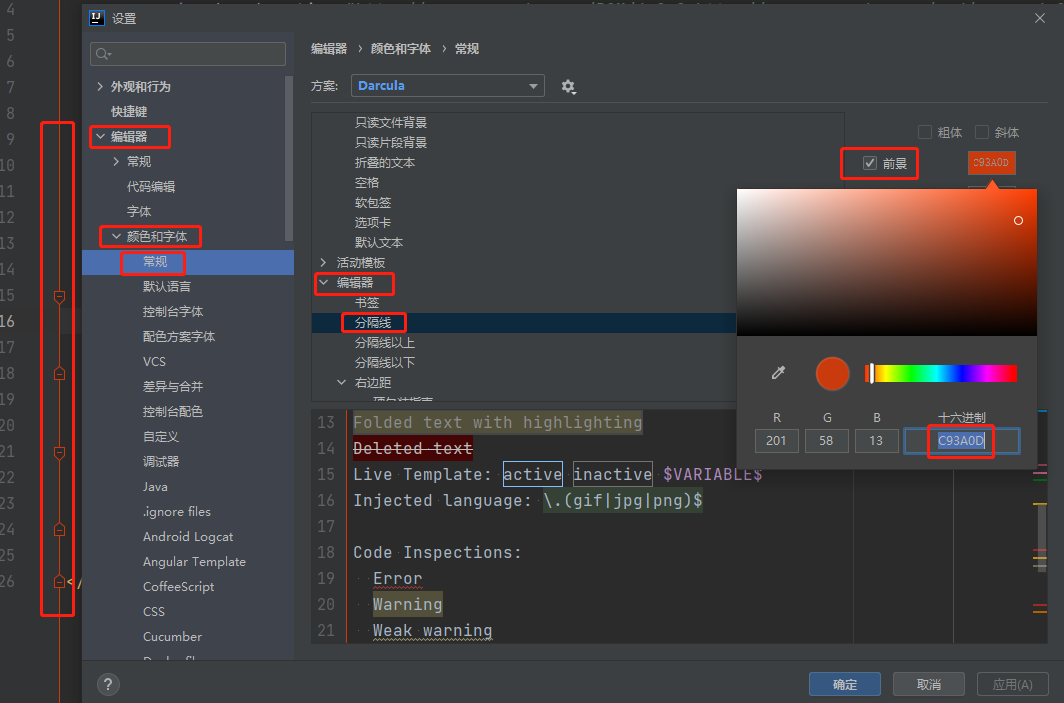 4
5
6
7
8
9
10
11
12
13
14
15
16
17
18
19
20
21
22
23
24
25
26
</
设置
外观和行为
快捷键
编辑器
常规
代码编辑
字体
颜色和字体
常规
默认语言
控制台字体
配色方案字体
VCS
差异与合并
控制台配色
自定义
调试器
Java
.ignore files
Android Logcat
Angular Template
CoffeeScript
CSS
Cucumber
编辑器 › 颜色和字体 › 常规
方案: Darcula
只读文件背景
只读片段背景
折叠的文本
空格
软包签
选项卡
默认文本
活动模板
编辑器
书签
分隔线
分隔线以上
分隔线以下
右边距
粗体 斜体
前景 C93A0D
R G B 十六进制
201 58 13 C93A0D
13 Folded text with highlighting
14 Deleted text
15 Live Template: active inactive $VARIABLE$
16 Injected language: \.(gif|jpg|png)$
17
18 Code Inspections:
19 Error
20 Warning
21 Weak warning
?
确定 取消 应用(A)